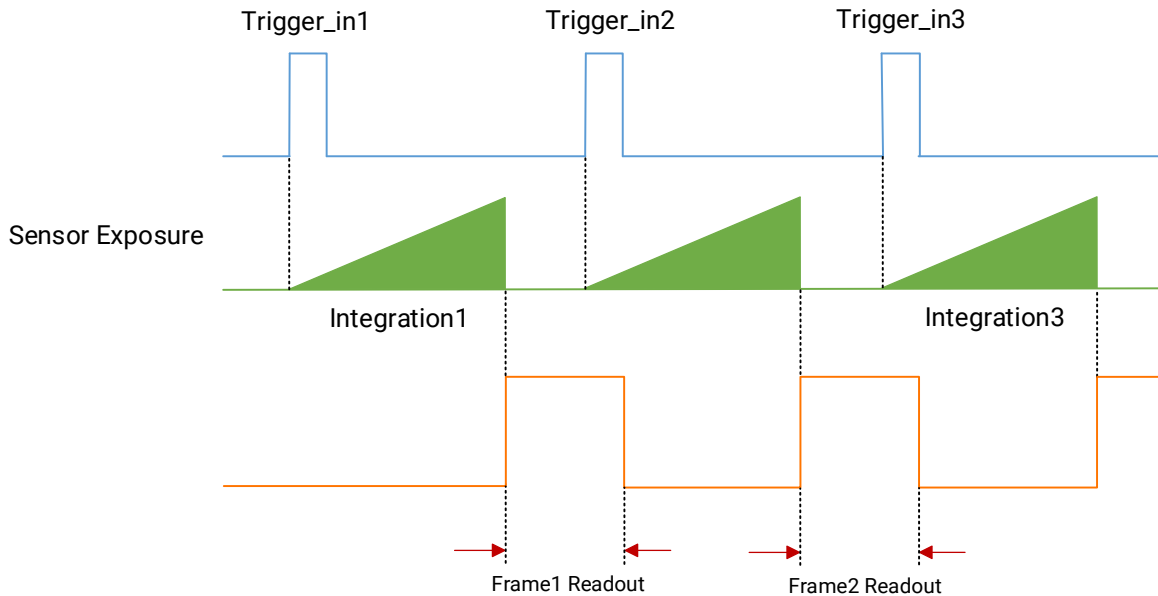 Trigger_in1
Trigger_in2
Trigger_in3
Sensor Exposure
Integration1
Integration3
Frame1 Readout
Frame2 Readout